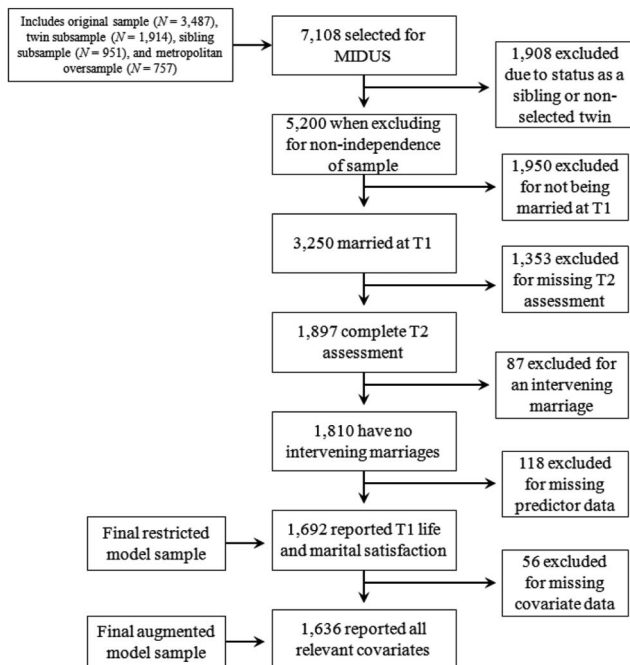 Includes original sample (N = 3,487),
twin subsample (N = 1,914), sibling
subsample (N = 951), and metropolitan
oversample (N = 757)
7,108 selected for
MIDUS
1,908 excluded
due to status as a
sibling or non-
selected twin
5,200 when excluding
for non-independence
of sample
1,950 excluded
for not being
married at T1
3,250 married at T1
1,353 excluded
for missing T2
assessment
1,897 complete T2
assessment
87 excluded for
an intervening
marriage
1,810 have no
intervening marriages
118 excluded
for missing
predictor data
Final restricted
model sample
1,692 reported T1 life
and marital satisfaction
56 excluded
for missing
covariate data
Final augmented
model sample
1,636 reported all
relevant covariates